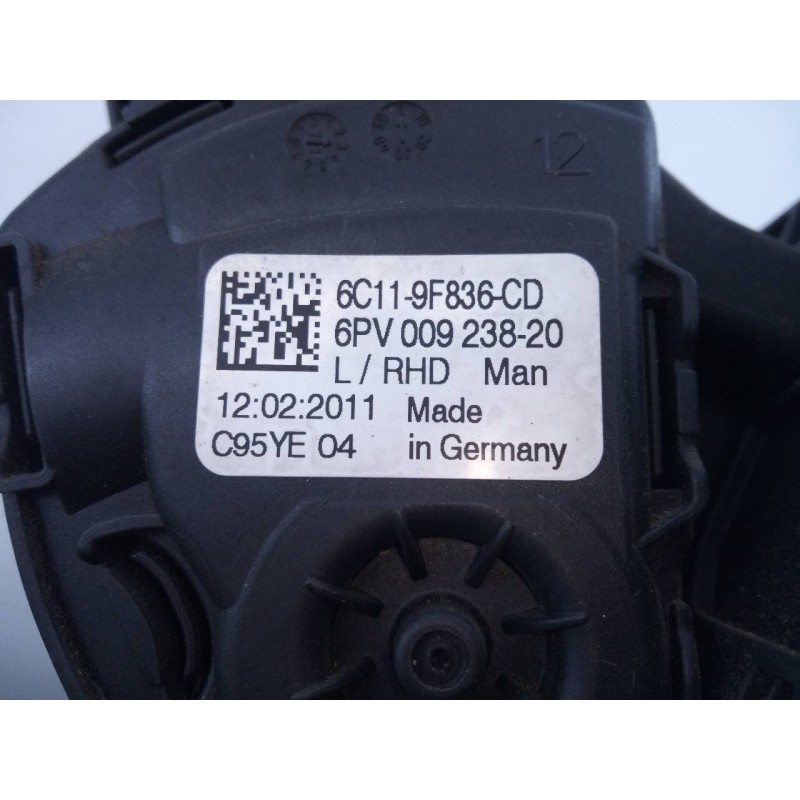 12
6C11-9F836-CD
6PV 009 238-20
L / RHD Man
12:02:2011 Made
C95YE 04 in Germany